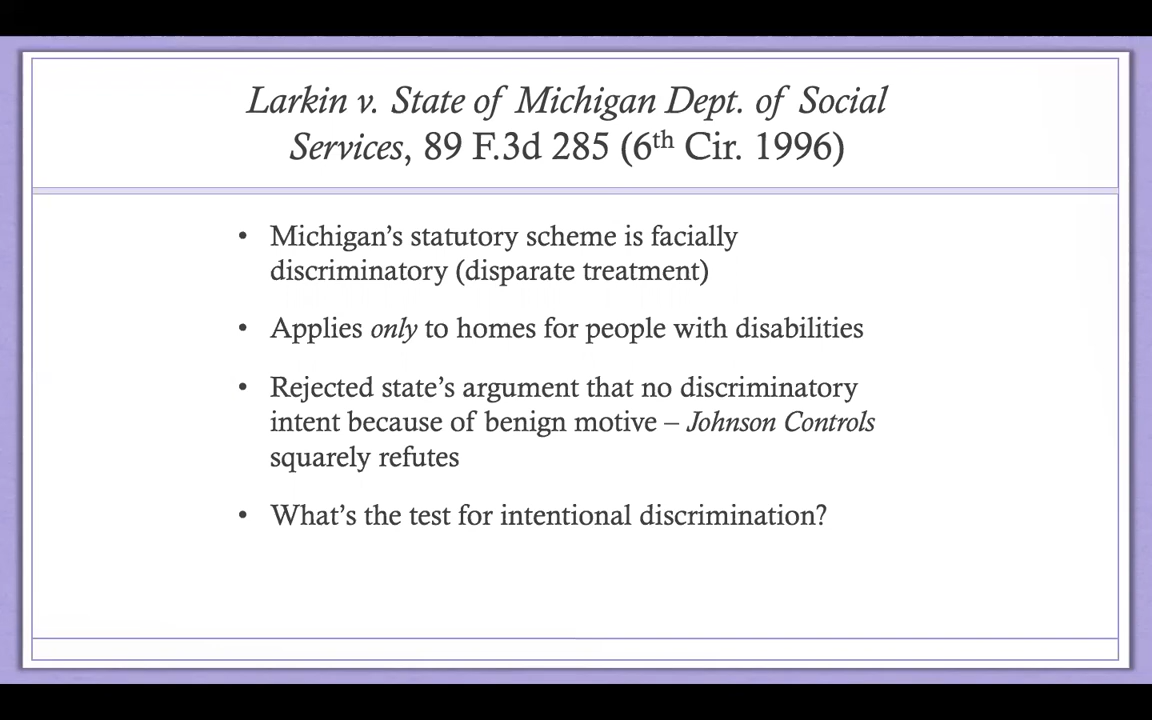 Larkin v. State of Michigan Dept. of Social
Services, 89 F.3d 285 (6th Cir. 1996)
• Michigan’s statutory scheme is facially
discriminatory (disparate treatment)
• Applies only to homes for people with disabilities
• Rejected state’s argument that no discriminatory
intent because of benign motive – Johnson Controls
squarely refutes
• What’s the test for intentional discrimination?